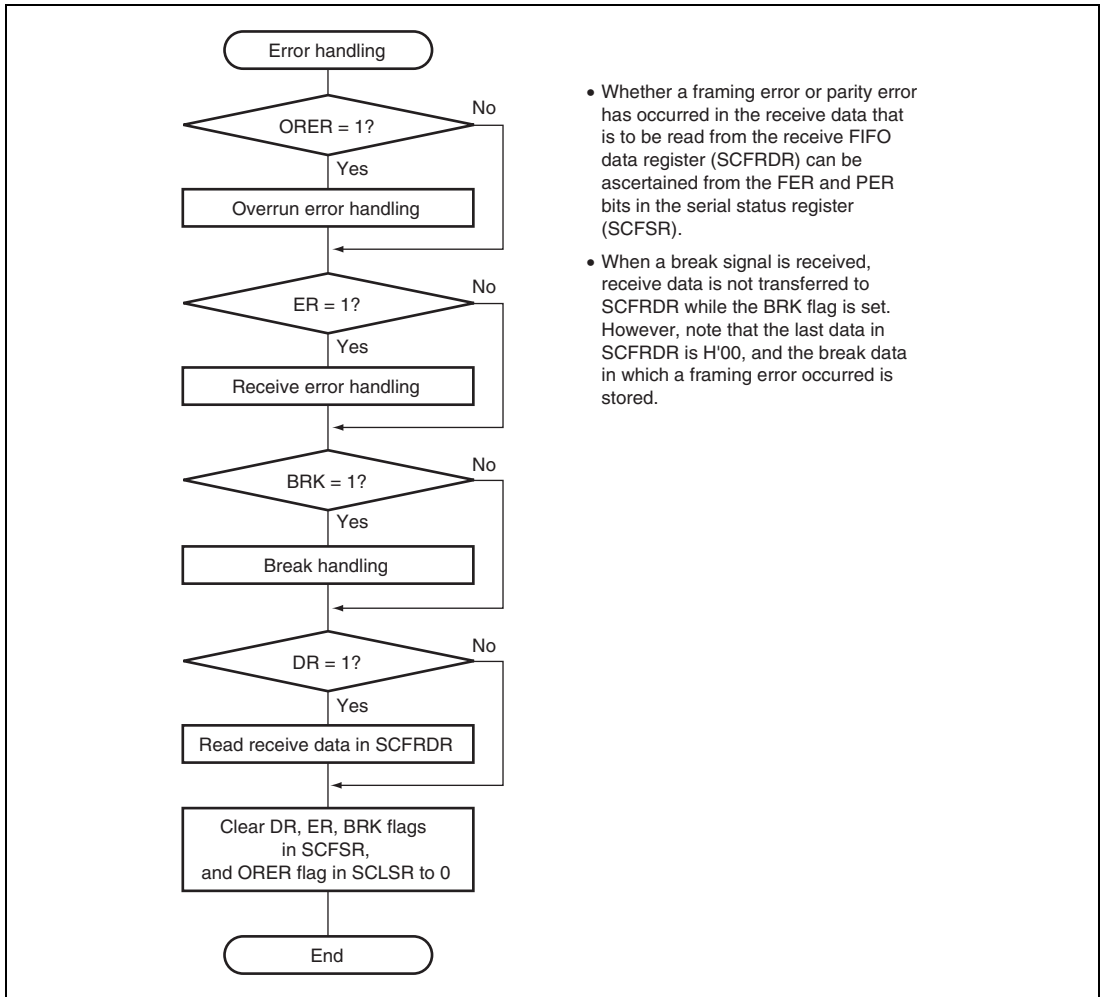 Error handling
No
ORER = 1?
Yes
Overrun error handling
No
ER = 1?
Yes
Receive error handling
No
BRK = 1?
Yes
Break handling
No
DR = 1?
Yes
Read receive data in SCFRDR
Clear DR, ER, BRK flags
in SCFSR,
and ORER flag in SCLSR to 0
End
• Whether a framing error or parity error
has occurred in the receive data that
is to be read from the receive FIFO
data register (SCFRDR) can be
ascertained from the FER and PER
bits in the serial status register
(SCFSR).
• When a break signal is received,
receive data is not transferred to
SCFRDR while the BRK flag is set.
However, note that the last data in
SCFRDR is H'00, and the break data
in which a framing error occurred is
stored.